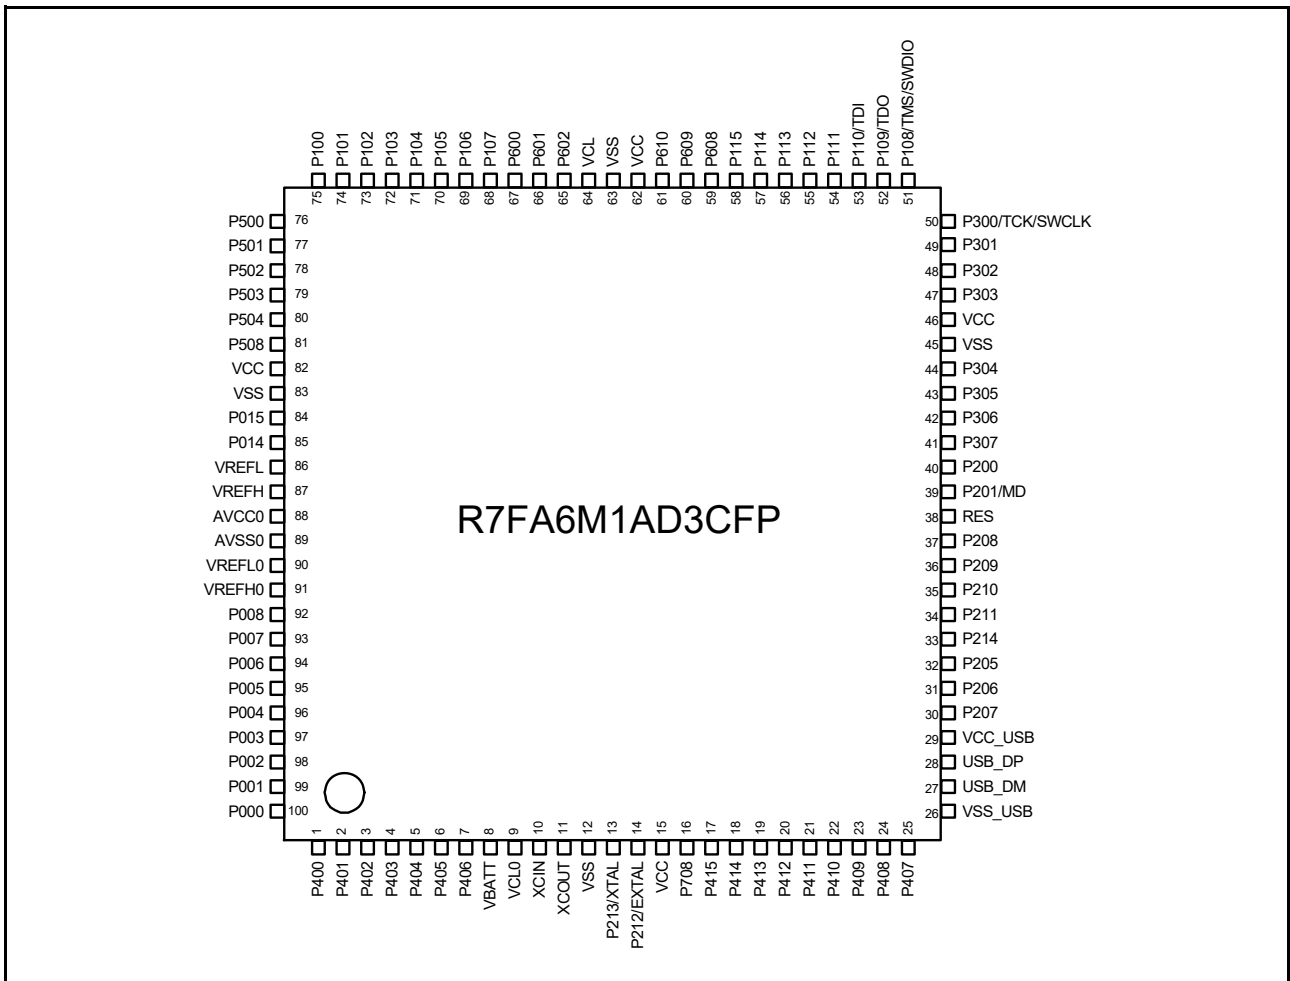 P100 P101 P102 P103 P104 P105 P106 P107 P600 P601 P602 VCL VSS VCC P610 P609 P608 P115 P114 P113 P112 P111 P110/TDI P109/TDO P108/TMS/SWDIO
75 74 73 72 71 70 69 68 67 66 65 64 63 62 61 60 59 58 57 56 55 54 53 52 51
P500 76 50 P300/TCK/SWCLK
P501 77 49 P301
P502 78 48 P302
P503 79 47 P303
P504 80 46 VCC
P508 81 45 VSS
VCC 82 44 P304
VSS 83 43 P305
P015 84 42 P306
P014 85 41 P307
VREFL 86 40 P200
VREFH 87 39 P201/MD
AVCC0 88 38 RES
R7FA6M1AD3CFP
AVSS0 89 37 P208
VREFL0 90 36 P209
VREFH0 91 35 P210
P008 92 34 P211
P007 93 33 P214
P006 94 32 P205
P005 95 31 P206
P004 96 30 P207
P003 97 29 VCC_USB
P002 98 28 USB_DP
P001 99 27 USB_DM
P000 100 26 VSS_USB
1 2 3 4 5 6 7 8 9 10 11 12 13 14 15 16 17 18 19 20 21 22 23 24 25
P400 P401 P402 P403 P404 P405 P406 VBATT VCL0 XCIN XCOUT VSS P213/XTAL P212/EXTAL VCC P708 P415 P414 P413 P412 P411 P410 P409 P408 P407